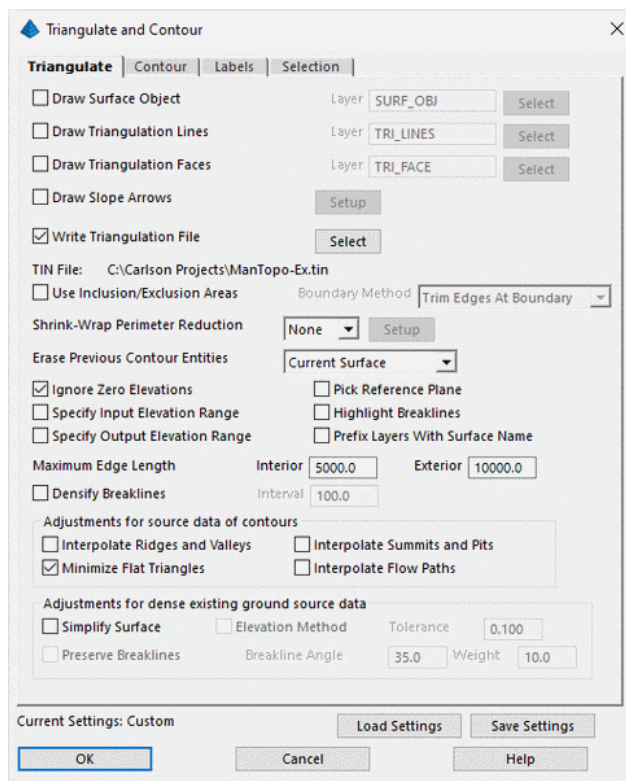 Triangulate and Contour
Triangulate Contour Labels Selection
Draw Surface Object Layer SURF_OBJ Select
Draw Triangulation Lines Layer TRI_LINES Select
Draw Triangulation Faces Layer TRI_FACE Select
Draw Slope Arrows Setup
Write Triangulation File Select
TIN File: C:\Carlson Projects\ManTopo-Ex.tin
Use Inclusion/Exclusion Areas Boundary Method Trim Edges At Boundary
Shrink-Wrap Perimeter Reduction None Setup
Erase Previous Contour Entities Current Surface
Ignore Zero Elevations Pick Reference Plane
Specify Input Elevation Range Highlight Breaklines
Specify Output Elevation Range Prefix Layers With Surface Name
Maximum Edge Length Interior 5000.0 Exterior 10000.0
Densify Breaklines Interval 100.0
Adjustments for source data of contours
Interpolate Ridges and Valleys Interpolate Summits and Pits
Minimize Flat Triangles Interpolate Flow Paths
Adjustments for dense existing ground source data
Simplify Surface Elevation Method Tolerance 0.100
Preserve Breaklines Breakline Angle 35.0 Weight 10.0
Current Settings: Custom Load Settings Save Settings
OK Cancel Help